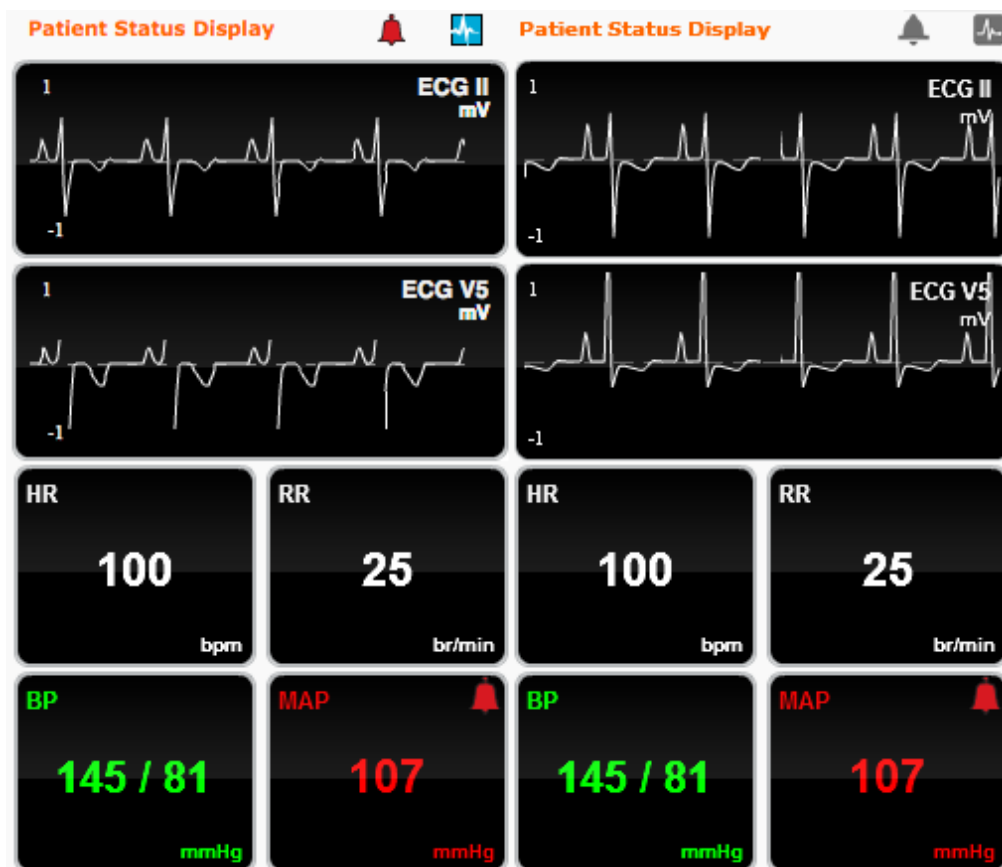 Patient Status Display
1
ECG II
mV
-1
1
ECG V5
mV
-1
HR
100
bpm
RR
25
br/min
BP
145 / 81
mmHg
MAP
107
mmHg
Patient Status Display
1
ECG II
mV
-1
1
ECG V5
mV
-1
HR
100
bpm
RR
25
br/min
BP
145 / 81
mmHg
MAP
107
mmHg